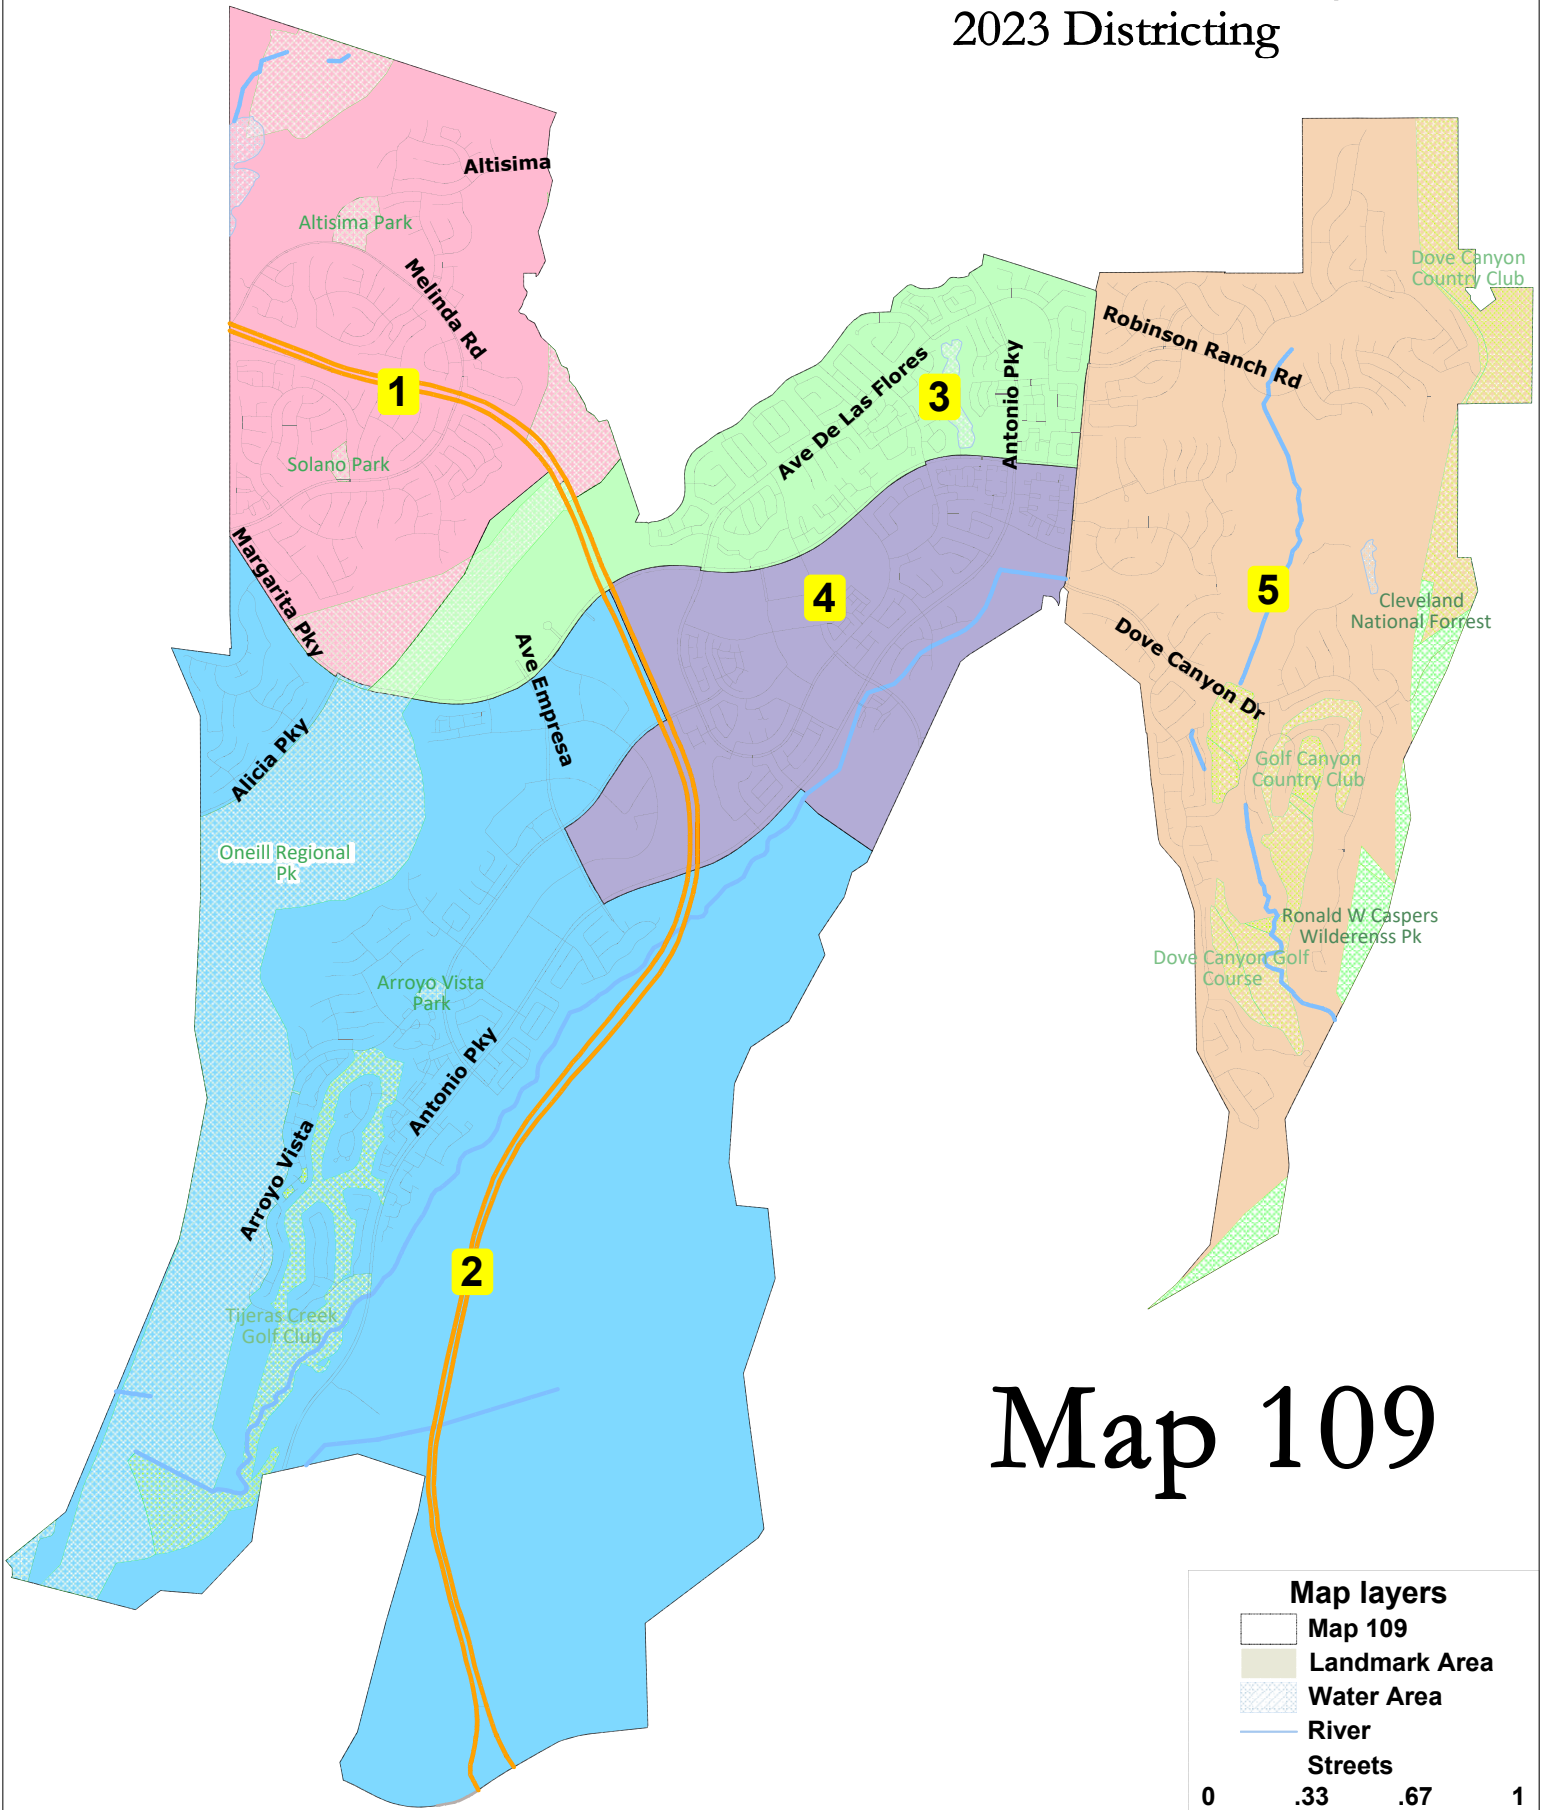 2023 Districting
Altisima
Altisima Park
Melinda Rd
1
Solano Park
Margarita Pky
Dove Canyon
Country Club
Robinson Ranch Rd
Ave De Las Flores
3
Antonio Pky
4
5
Cleveland
National Forrest
Dove Canyon Dr
Ave Empresa
Alicia Pky
Golf Canyon
Country Club
Oneill Regional
Pk
Ronald W Caspers
Wilderenss Pk
Dove Canyon Golf
Course
Arroyo Vista
Park
Antonio Pky
Arroyo Vista
2
Tijeras Creek
Golf Club
Map 109
Map layers
Map 109
Landmark Area
Water Area
River
Streets
0 .33 .67 1